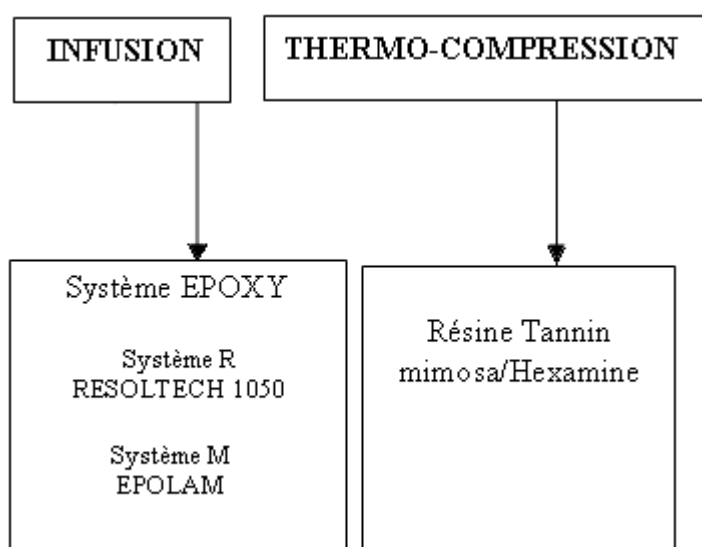 INFUSION
THERMO-COMPRESSION
Système EPOXY
Système R
RESOLTECH 1050
Système M
EPOLAM
Résine Tannin
mimosa/Hexamine